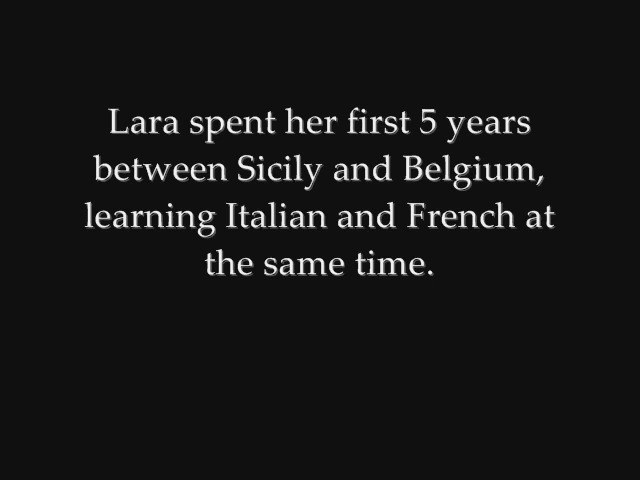 Lara spent her first 5 years
between Sicily and Belgium,
learning Italian and French at
the same time.